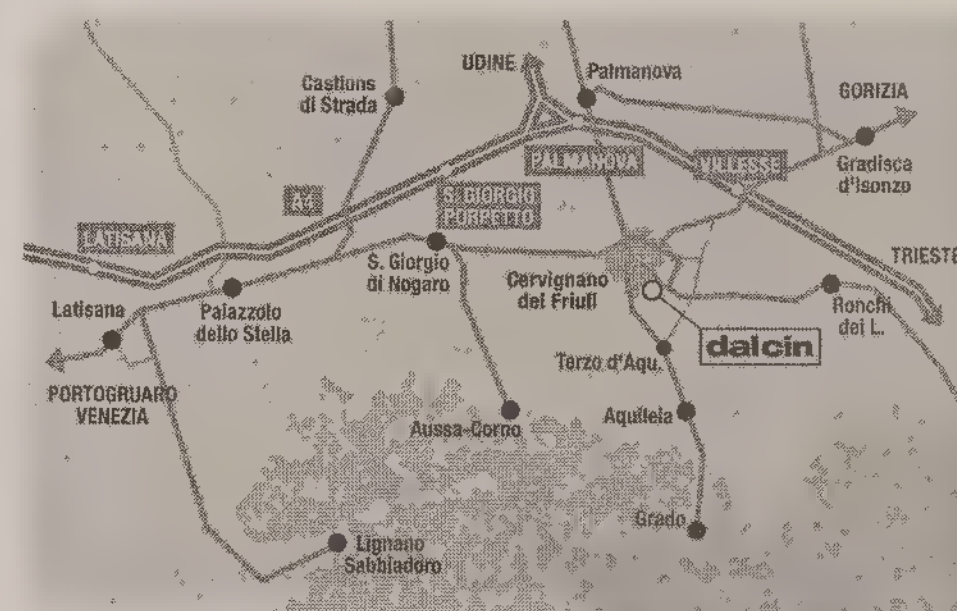 UDINE
Palmanova
Castions
di Strada
GORIZIA
PALMANOVA
VILLESSE
Gradisca
d'Isonzo
A4
S. GIORGIO
PORPETTO
LATISANA
TRIESTE
S. Giorgio
di Nogaro
Cervignano
del Friuli
Latisana
Palazzolo
dello Stella
Ronchi
dei L.
dalcin
Terzo d'Aqu.
PORTOGRUARO
VENEZIA
Aussa-Corno
Aquileia
Grado
Lignano
Sabbiadoro